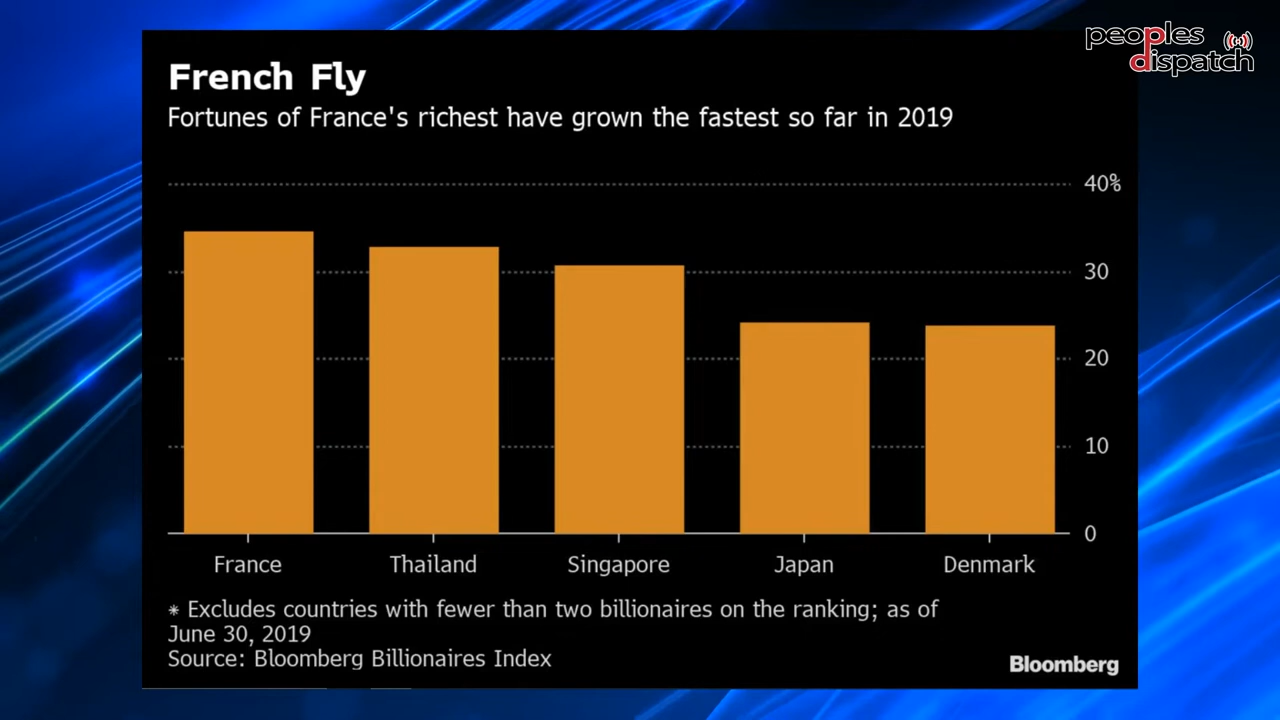 peoples
dispatch
French Fly
Fortunes of France's richest have grown the fastest so far in 2019
40%
30
20
10
0
France
Thailand
Singapore
Japan
Denmark
* Excludes countries with fewer than two billionaires on the ranking; as of
June 30, 2019
Source: Bloomberg Billionaires Index
Bloomberg